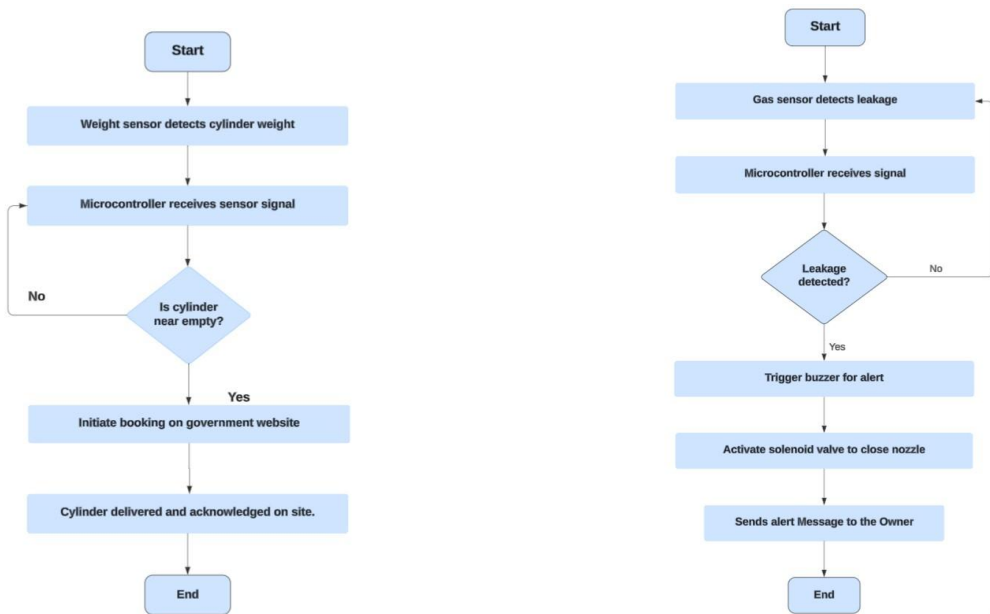 Start
Weight sensor detects cylinder weight
Microcontroller receives sensor signal
No
Is cylinder
near empty?
Yes
Initiate booking on government website
Cylinder delivered and acknowledged on site.
End
Start
Gas sensor detects leakage
Microcontroller receives signal
Leakage
detected?
No
Yes
Trigger buzzer for alert
Activate solenoid valve to close nozzle
Sends alert Message to the Owner
End